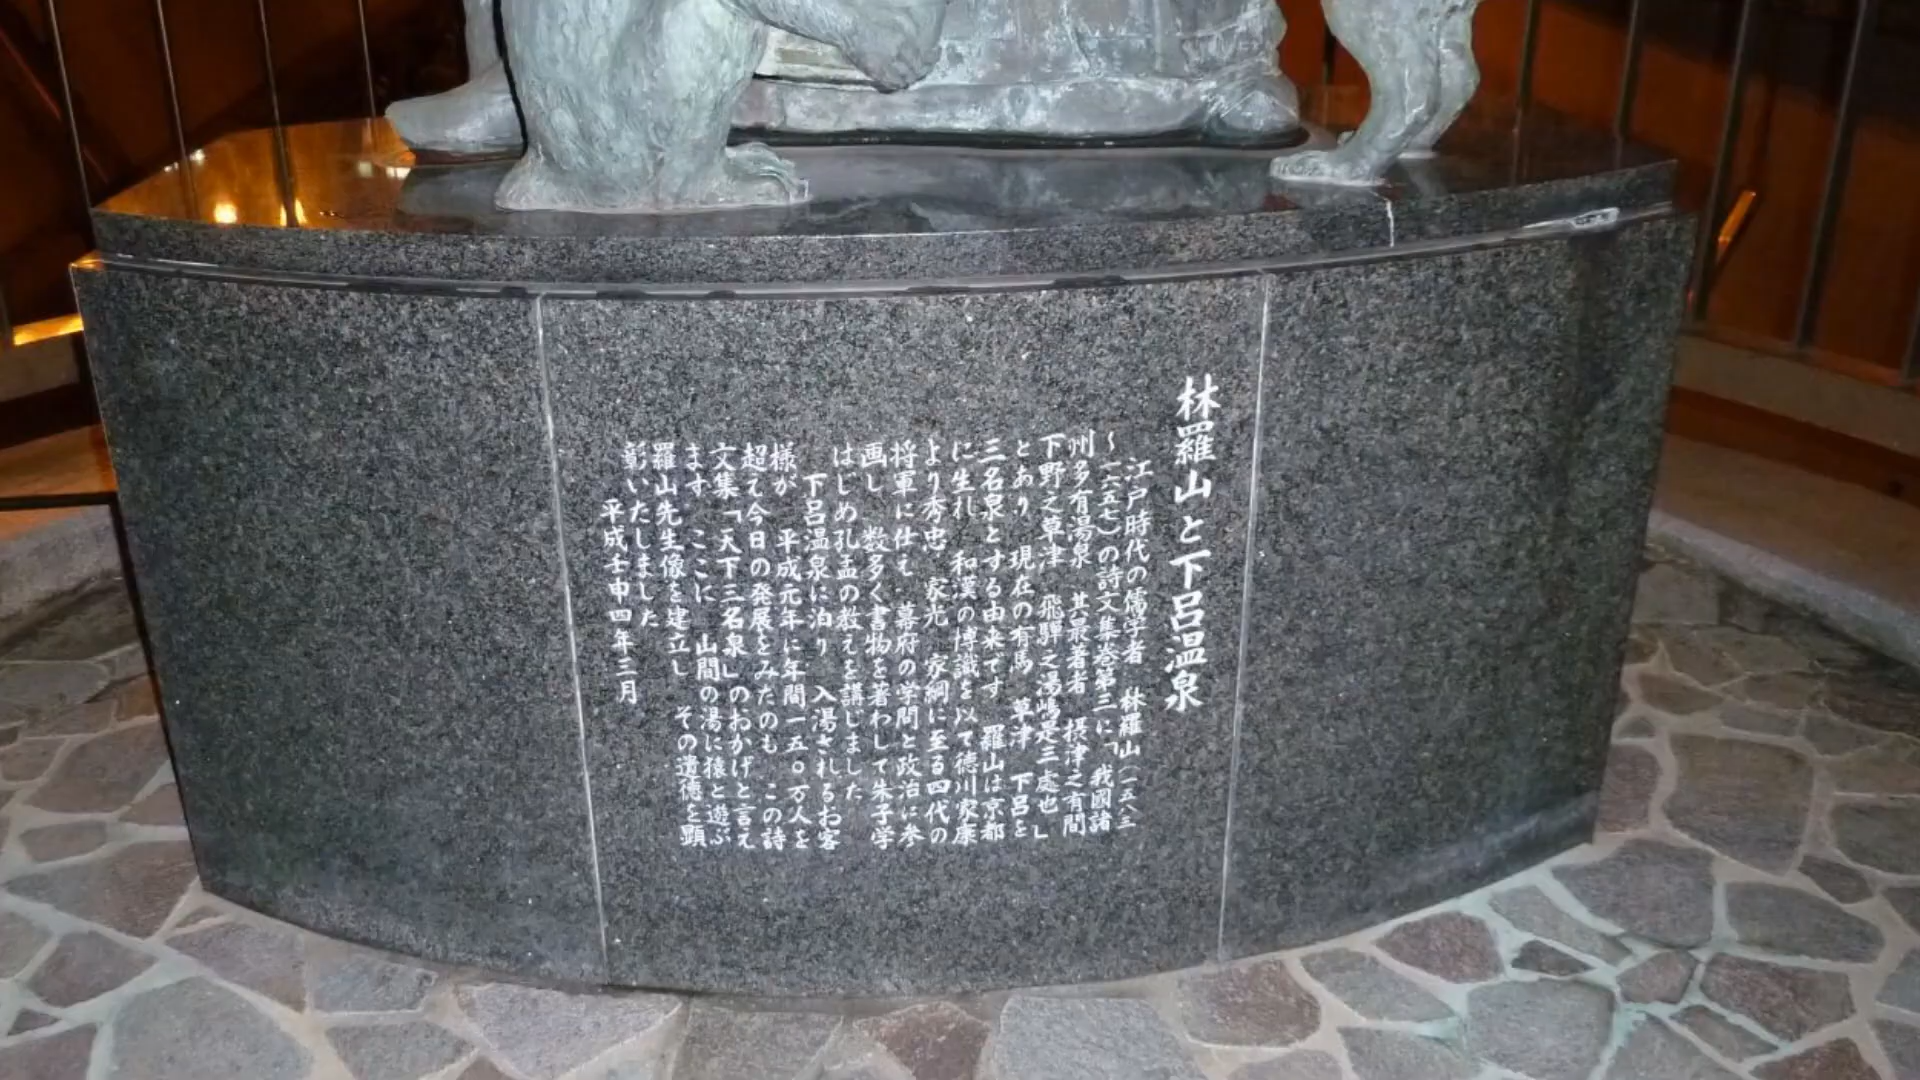 林羅山と下呂温泉
江戸時代の儒学者　林羅山（一五八三
〜一六五七）の詩文集巻第三に「我國諸
州多有湯泉　其最著者　摂津之有間
下野之草津　飛騨之湯嶋是三處也」
とあり　現在の有馬　草津　下呂を
三名泉とする由来です　羅山は京都
に生れ　和漢の博識を以て徳川家康
より秀忠　家光　家綱に至る四代の
将軍に仕え　幕府の学問と政治に参
画し　数多く書物を著わして朱子学
はじめ孔孟の教えを講じました
下呂温泉に泊り　入湯されるお客
様が　平成元年に年間一五〇万人を
超え今日の発展をみたのも　この詩
文集「天下三名泉」のおかげと言え
ます　ここに　山間の湯に猿と遊ぶ
羅山先生像を建立し　その遺徳を顕
彰いたしました
平成壬申四年三月